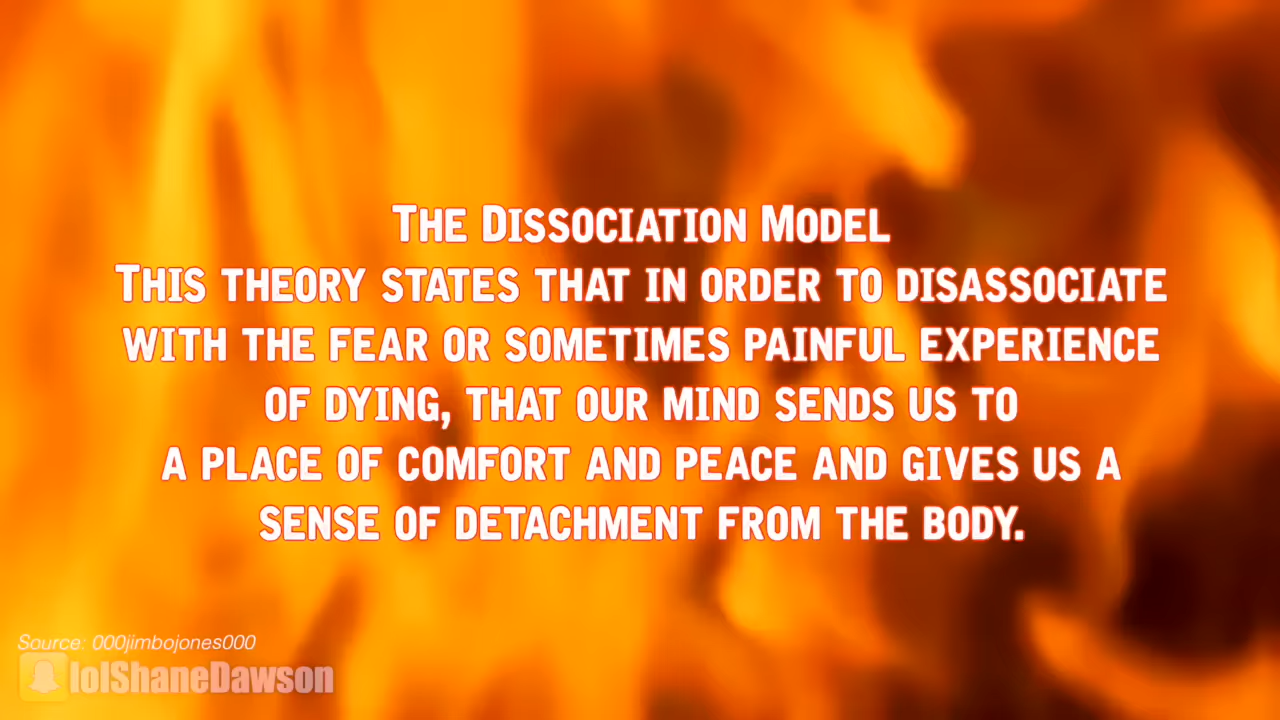 The Dissociation Model
This theory states that in order to disassociate
with the fear or sometimes painful experience
of dying, that our mind sends us to
a place of comfort and peace and gives us a
sense of detachment from the body.
Source: 000jimbojones000
lolShaneDawson